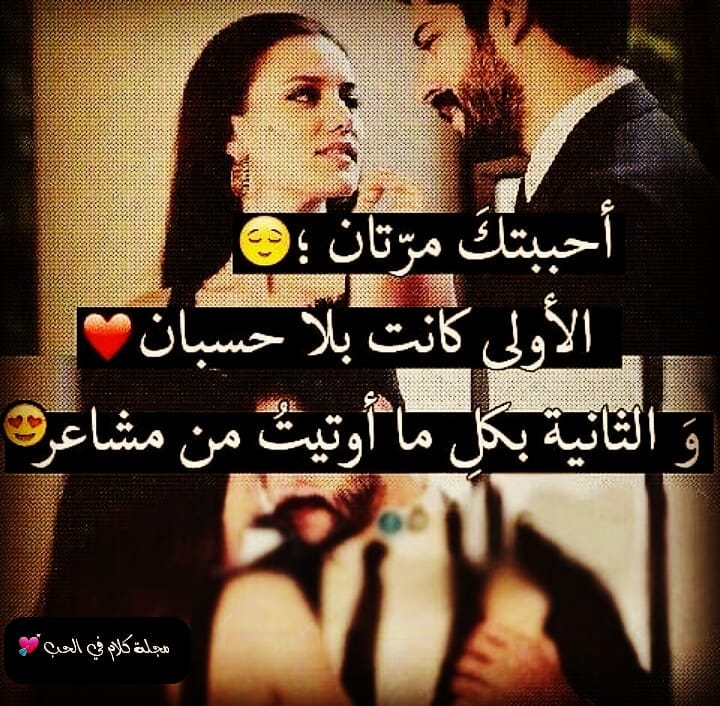 أحببتكَ مرّتان ؛😌
الأولى كانت بلا حسبان❤️
وَ الثانية بكلِ ما أوتيتُ من مشاعر😍
مجلة كلام في الحب 💘